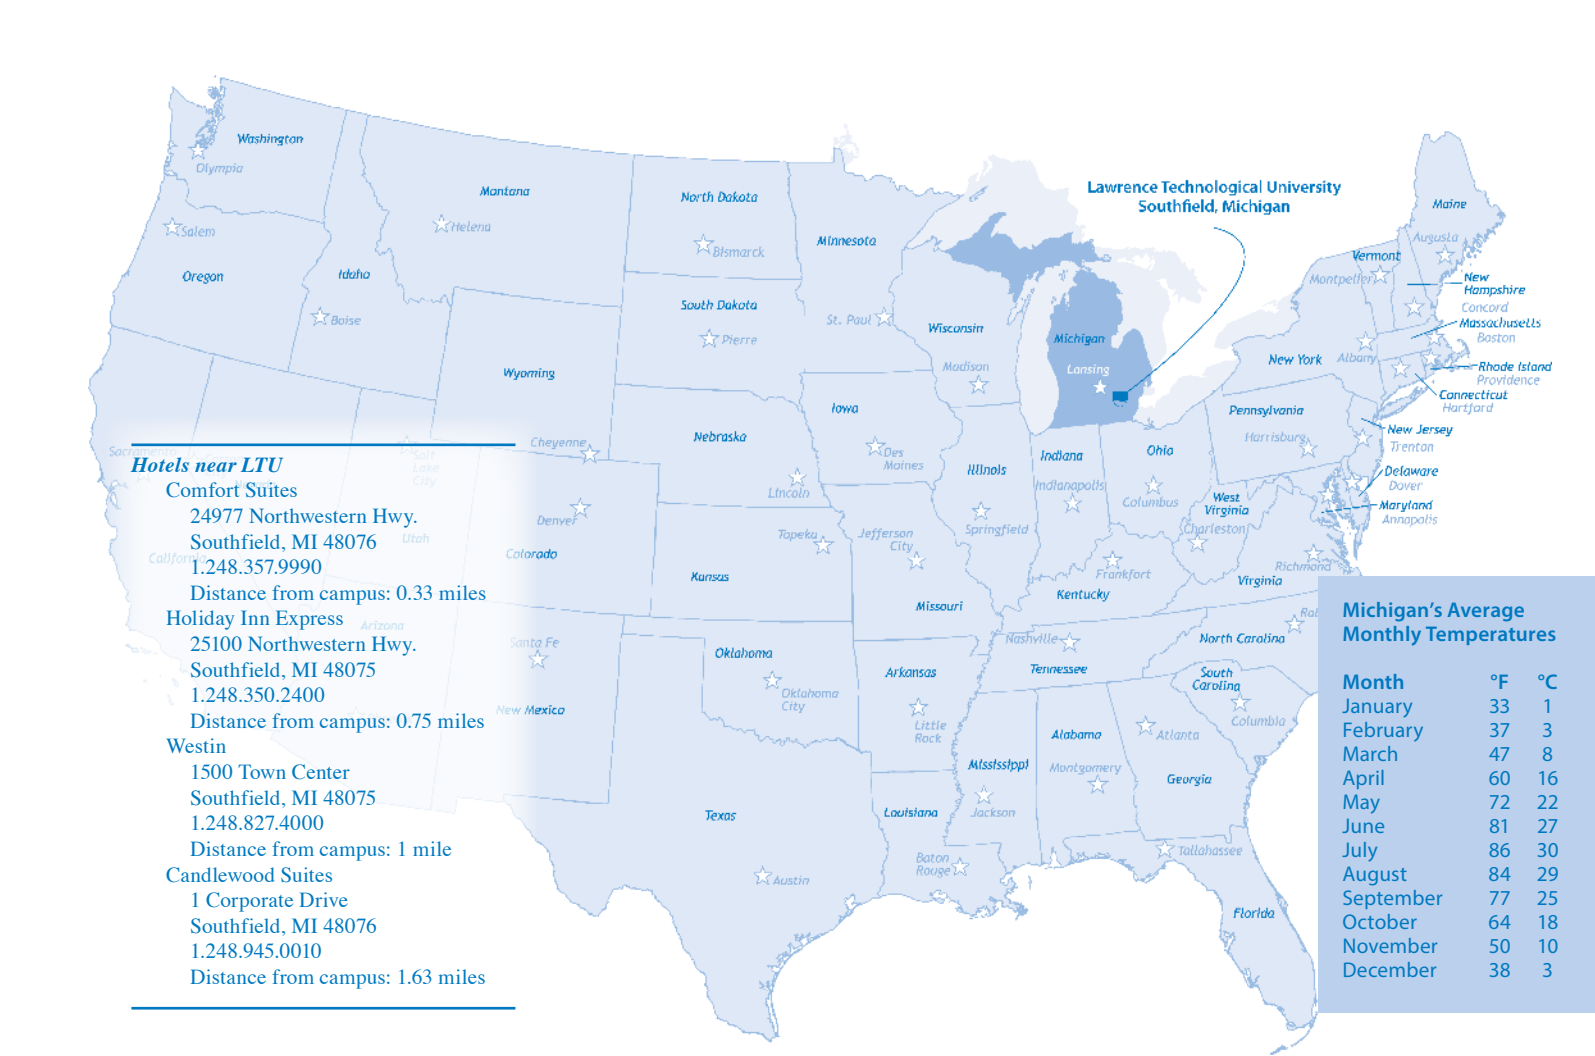 Lawrence Technological University
Southfield, Michigan
Washington
Olympia
Montana
Helena
North Dakota
Bismarck
Minnesota
St. Paul
Maine
Augusta
Vermont
Montpelier
New
Hampshire
Concord
Massachusetts
Boston
Rhode Island
Providence
Connecticut
Hartford
New Jersey
Trenton
Delaware
Dover
Maryland
Annapolis
Salem
Oregon
Idaho
Boise
South Dakota
Pierre
Wisconsin
Madison
Michigan
Lansing
New York
Albany
Wyoming
Cheyenne
Nebraska
Lincoln
Iowa
Des
Moines
Illinois
Springfield
Indiana
Indianapolis
Ohio
Columbus
Pennsylvania
Harrisburg
West
Virginia
Charleston
Virginia
Richmond
Sacramento
Salt
Lake
City
Utah
California
Arizona
Denver
Colorado
Topeka
Kansas
Jefferson
City
Missouri
Frankfort
Kentucky
Santa Fe
New Mexico
Oklahoma
Oklahoma
City
Arkansas
Little
Rock
Nashville
Tennessee
North Carolina
South
Carolina
Columbia
Texas
Austin
Louisiana
Baton
Rouge
Mississippi
Jackson
Alabama
Montgomery
Atlanta
Georgia
Tallahassee
Florida
Hotels near LTU
Comfort Suites
24977 Northwestern Hwy.
Southfield, MI 48076
1.248.357.9990
Distance from campus: 0.33 miles
Holiday Inn Express
25100 Northwestern Hwy.
Southfield, MI 48075
1.248.350.2400
Distance from campus: 0.75 miles
Westin
1500 Town Center
Southfield, MI 48075
1.248.827.4000
Distance from campus: 1 mile
Candlewood Suites
1 Corporate Drive
Southfield, MI 48076
1.248.945.0010
Distance from campus: 1.63 miles
Michigan's Average
Monthly Temperatures
Month °F °C
January 33 1
February 37 3
March 47 8
April 60 16
May 72 22
June 81 27
July 86 30
August 84 29
September 77 25
October 64 18
November 50 10
December 38 3